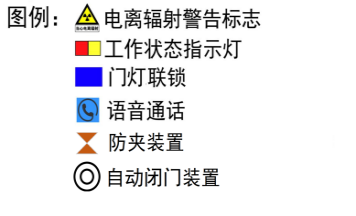 图例：电离辐射警告标志
工作状态指示灯
门灯联锁
语音通话
防夹装置
自动闭门装置